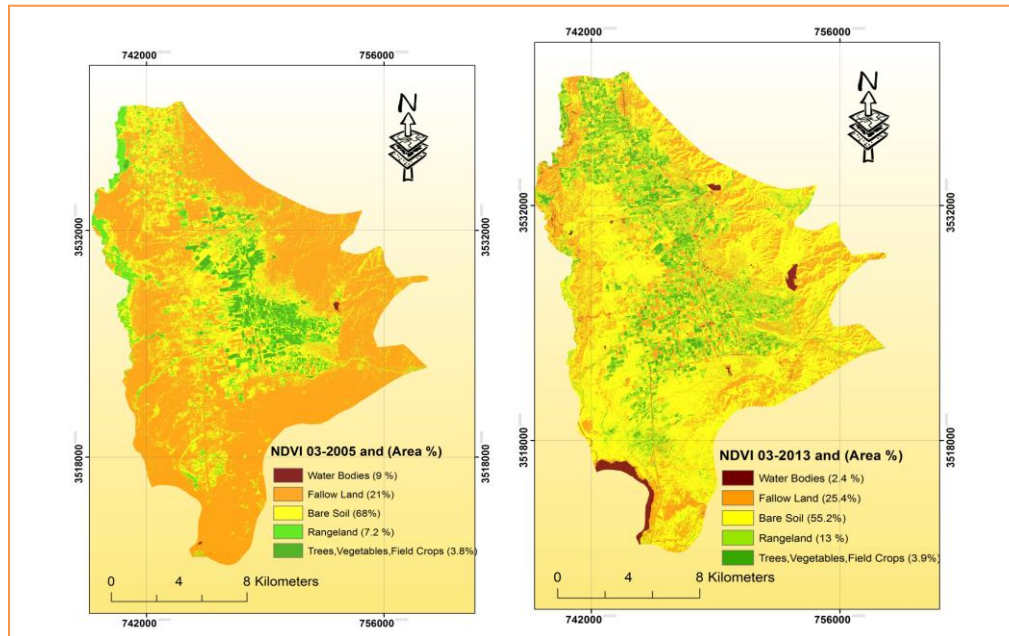 742000 756000
N
3532000 3532000
3518000 3518000
NDVI 03-2005 and (Area %)
Water Bodies (9 %)
Fallow Land (21%)
Bare Soil (68%)
Rangeland (7.2 %)
Trees,Vegetables,Field Crops (3.8%)
0 4 8 Kilometers
742000 756000
742000 756000
N
3532000 3532000
3518000 3518000
NDVI 03-2013 and (Area %)
Water Bodies (2.4 %)
Fallow Land (25.4%)
Bare Soil (55.2%)
Rangeland (13 %)
Trees,Vegetables,Field Crops (3.9%)
0 4 8 Kilometers
742000 756000